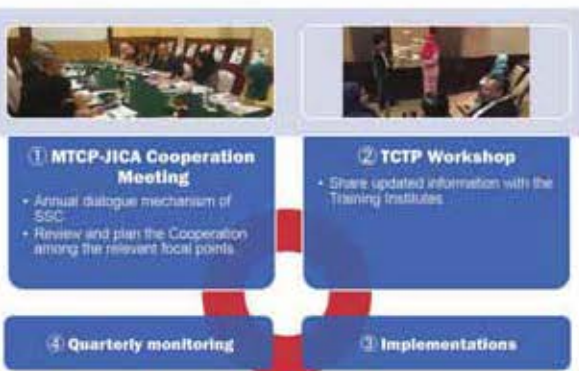 ① MTCP-JICA Cooperation
Meeting
• Annual dialogue mechanism of
SSC
• Review and plan the Cooperation
among the relevant focal points.
② TCTP Workshop
• Share updated information with the
Training Institutes
④ Quarterly monitoring
③ Implementations